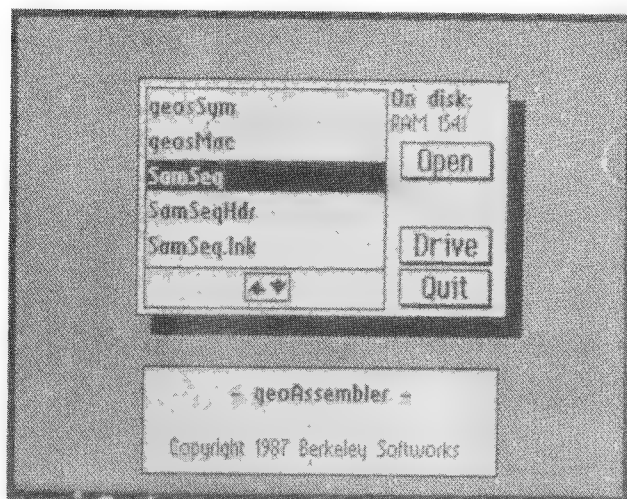 geosSym
geosMac
SamSeq
SamSeqHdr
SamSeq.lnk
On disk:
RAM 1541
Open
Drive
Quit
geoAssembler
Copyright 1987 Berkeley Softworks